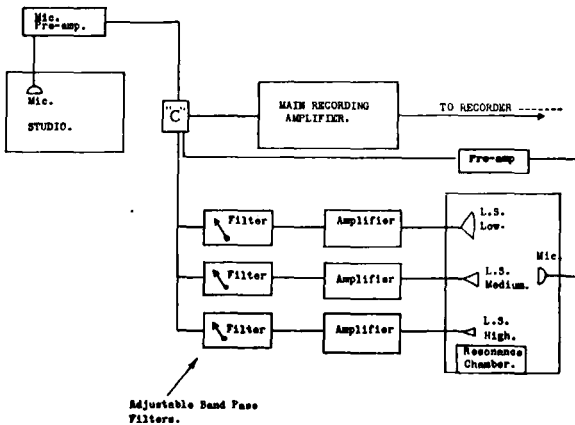 Mic.
Pre-amp.
Mic.
STUDIO.
"C"
MAIN RECORDING
AMPLIFIER.
TO RECORDER
Pre-amp
Filter
Amplifier
L.S.
Low.
Mic.
Filter
Amplifier
L.S.
Medium.
Filter
Amplifier
L.S.
High.
Resonance
Chamber.
Adjustable Band Pass
Filters.